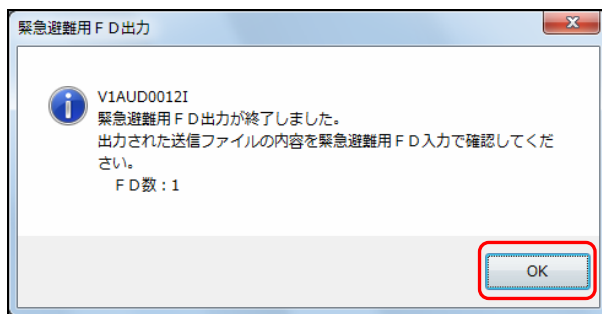 緊急避難用ＦＤ出力
V1AUD0012I
緊急避難用ＦＤ出力が終了しました。
出力された送信ファイルの内容を緊急避難用ＦＤ入力で確認してくだ
さい。
ＦＤ数：1
OK